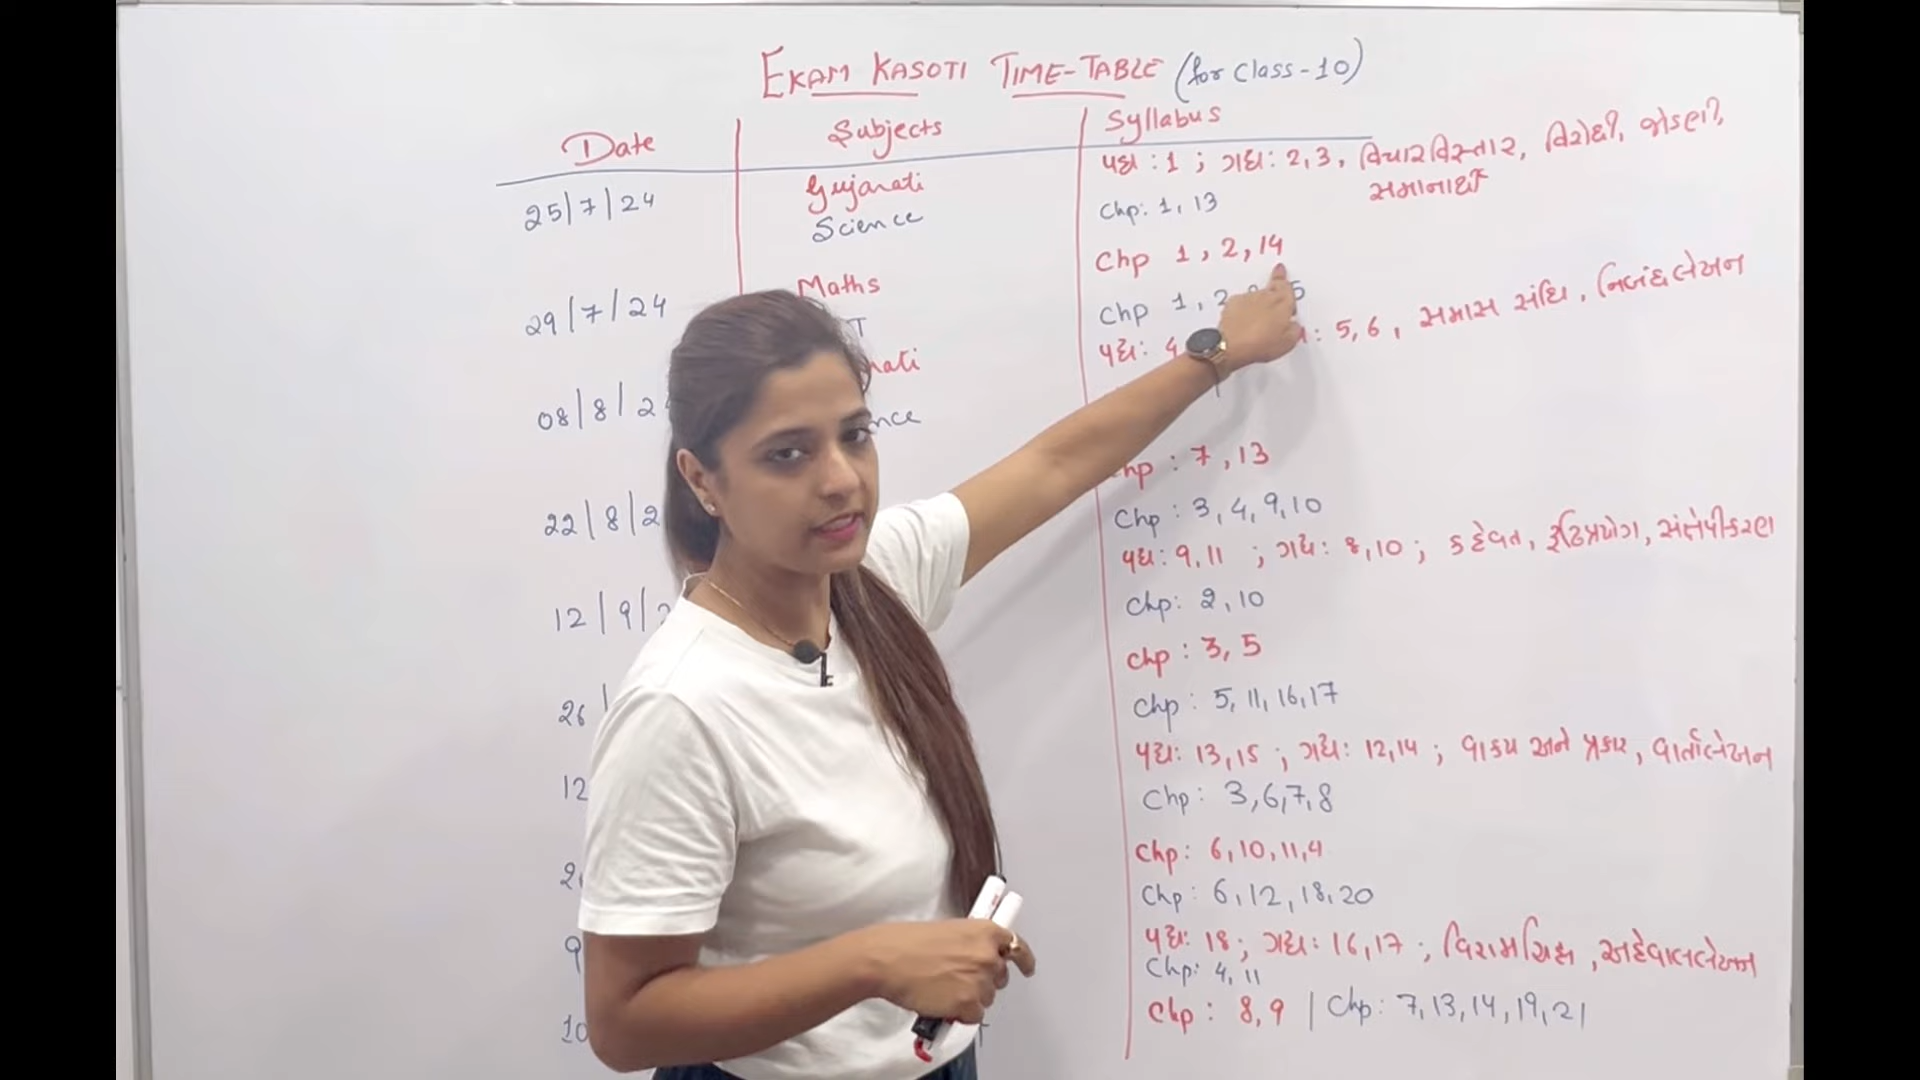 EXAM KASOTI TIME-TABLE (for class-10)
Date Subjects Syllabus
25/7/24 Gujarati પદ્ય : 1 ; ગદ્ય : 2, 3, વિચારવિસ્તાર, વિરોધી, જોડણી, સમાનાર્થી
Science Chp: 1, 13
29/7/24 Maths Chp 1, 2, 14
Chp 1, 2
08/8/2 પદ્ય: 4 : 5, 6, સમાસ સંધિ, નિબંધલેખન
22/8/2 : 7, 13
Chp : 3, 4, 9, 10
12/9/ પદ્ય: 9, 11 ; ગદ્ય: 8, 10 ; કહેવત, રૂઢિપ્રયોગ, સંક્ષેપીકરણ
Chp: 2, 10
26 Chp : 3, 5
Chp: 5, 11, 16, 17
12 પદ્ય: 13, 15 ; ગદ્ય: 12, 14 ; વાક્ય અને પ્રકાર, વાર્તાલેખન
Chp: 3, 6, 7, 8
Chp: 6, 10, 11, 4
Chp: 6, 12, 18, 20
9 પદ્ય: 18 ; ગદ્ય: 16, 17 ; વિરામચિહ્ન, અહેવાલલેખન
Chp: 4, 11
10 Chp : 8, 9 | Chp: 7, 13, 14, 19, 21